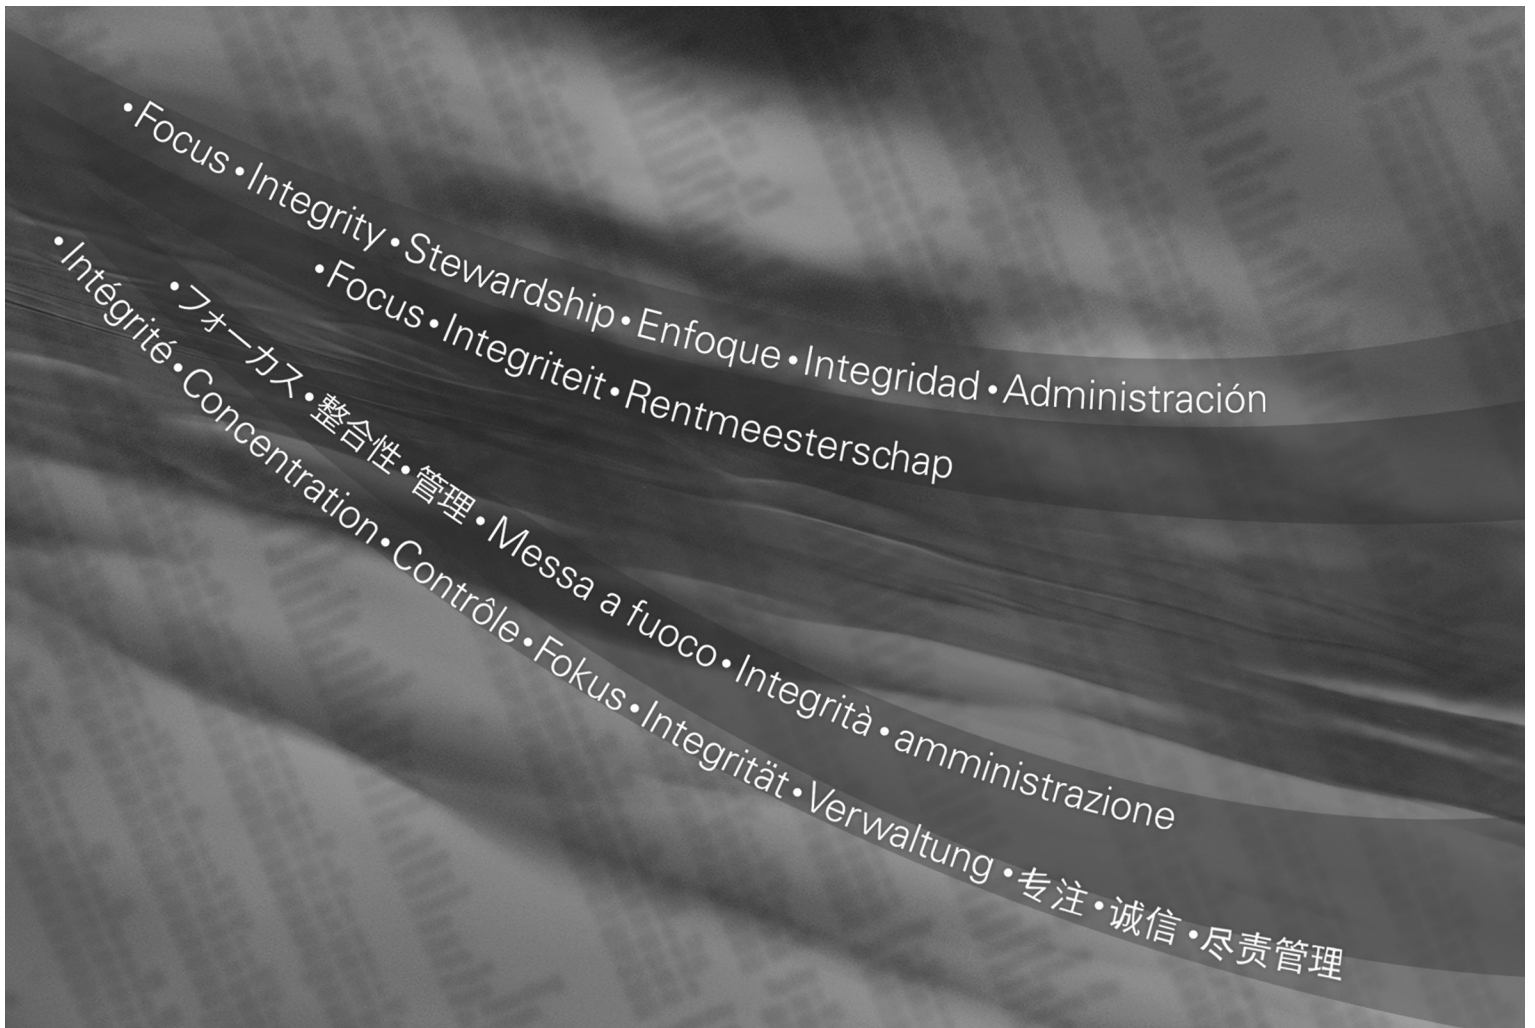 •Focus•Integrity•Stewardship•Enfoque•Integridad•Administración
•Focus•Integriteit•Rentmeesterschap
•フォーカス•整合性•管理•Messa a fuoco•Integrità•amministrazione
•Intégrité•Concentration•Contrôle•Fokus•Integrität•Verwaltung•专注•诚信•尽责管理